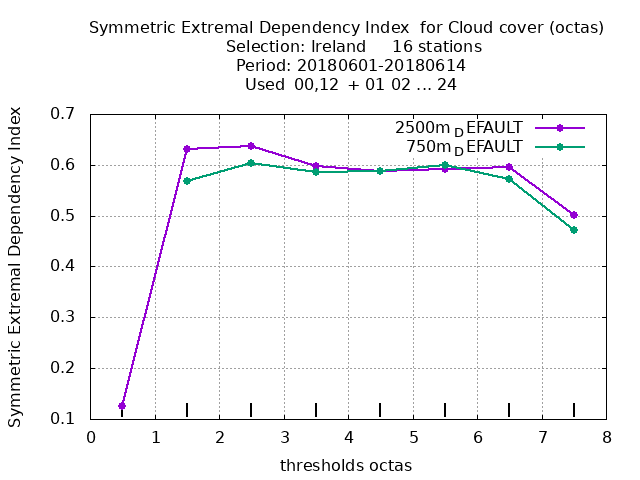 Symmetric Extremal Dependency Index for Cloud cover (octas)
Selection: Ireland 16 stations
Period: 20180601-20180614
Used 00,12 + 01 02 ... 24
Symmetric Extremal Dependency Index
0.7
0.6
0.5
0.4
0.3
0.2
0.1
2500m DEFAULT
750m DEFAULT
0 1 2 3 4 5 6 7 8
thresholds octas